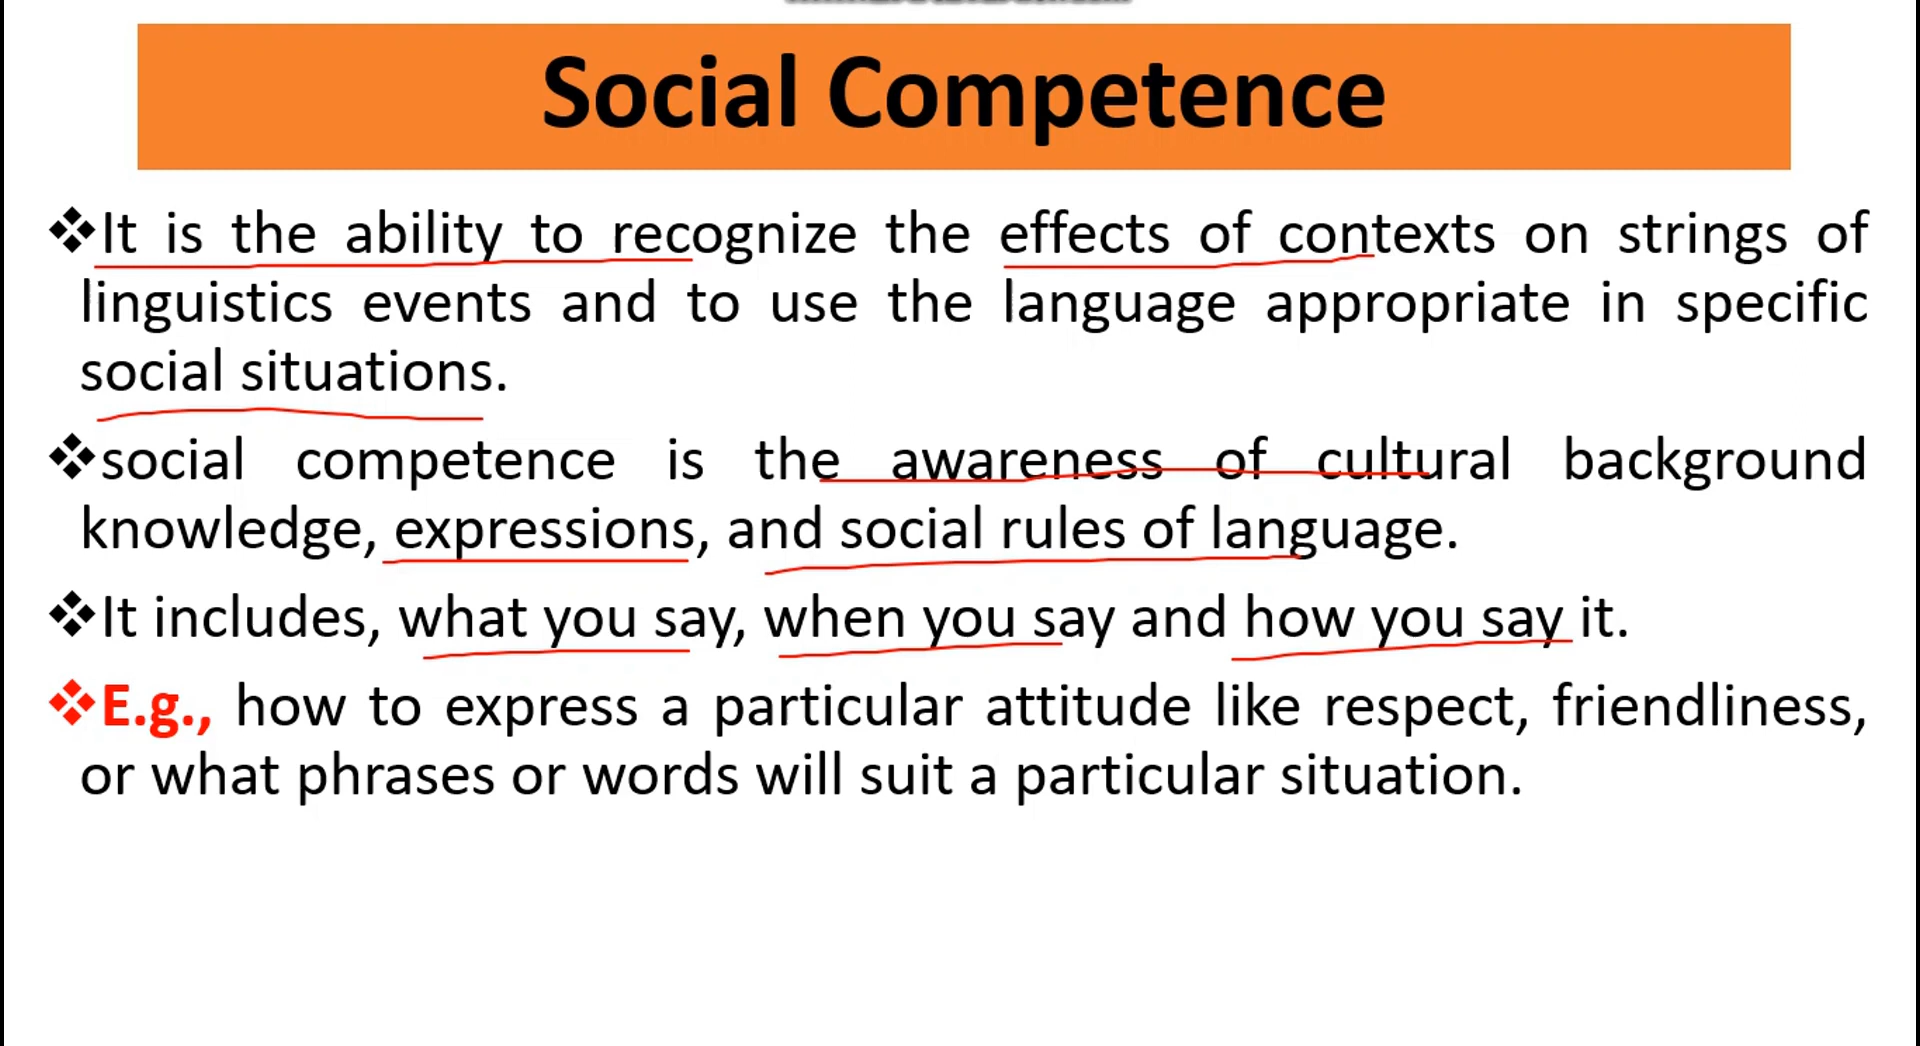 Social Competence
❖It is the ability to recognize the effects of contexts on strings of
linguistics events and to use the language appropriate in specific
social situations.
❖social competence is the awareness of cultural background
knowledge, expressions, and social rules of language.
❖It includes, what you say, when you say and how you say it.
❖E.g., how to express a particular attitude like respect, friendliness,
or what phrases or words will suit a particular situation.